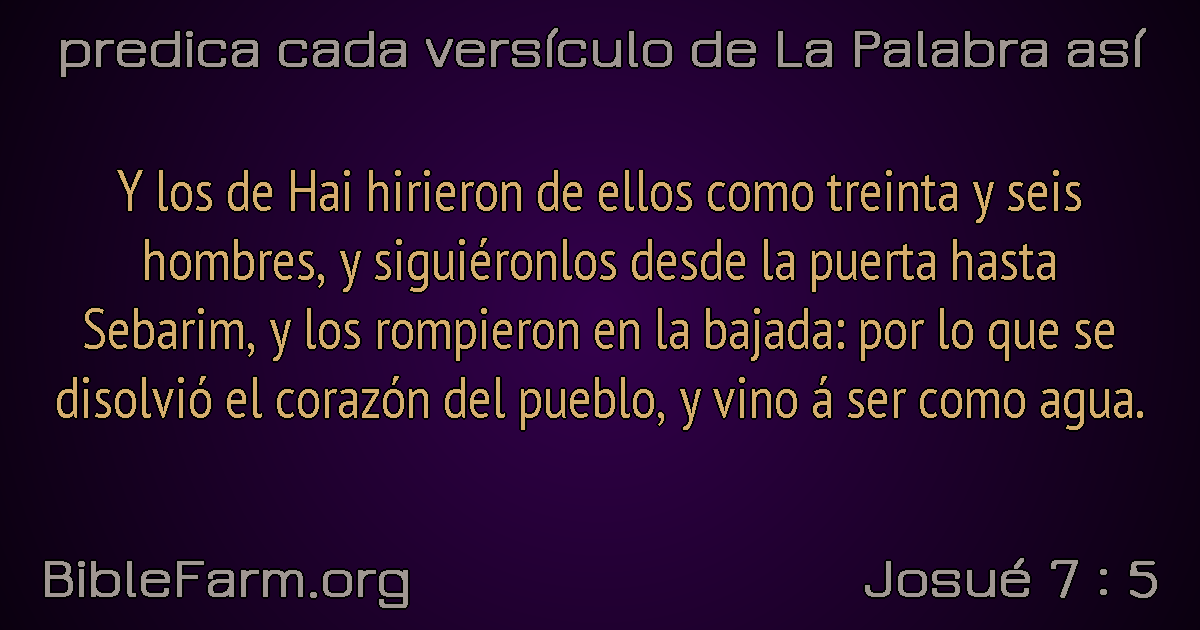 predica cada versículo de La Palabra así
Y los de Hai hirieron de ellos como treinta y seis
hombres, y siguiéronlos desde la puerta hasta
Sebarim, y los rompieron en la bajada: por lo que se
disolvió el corazón del pueblo, y vino á ser como agua.
BibleFarm.org
Josué 7 : 5